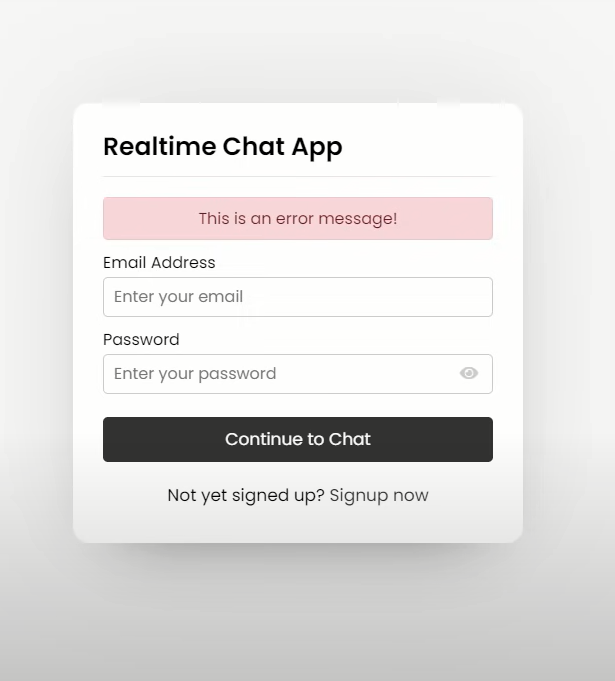 Realtime Chat App
This is an error message!
Email Address
Enter your email
Password
Enter your password
Continue to Chat
Not yet signed up? Signup now